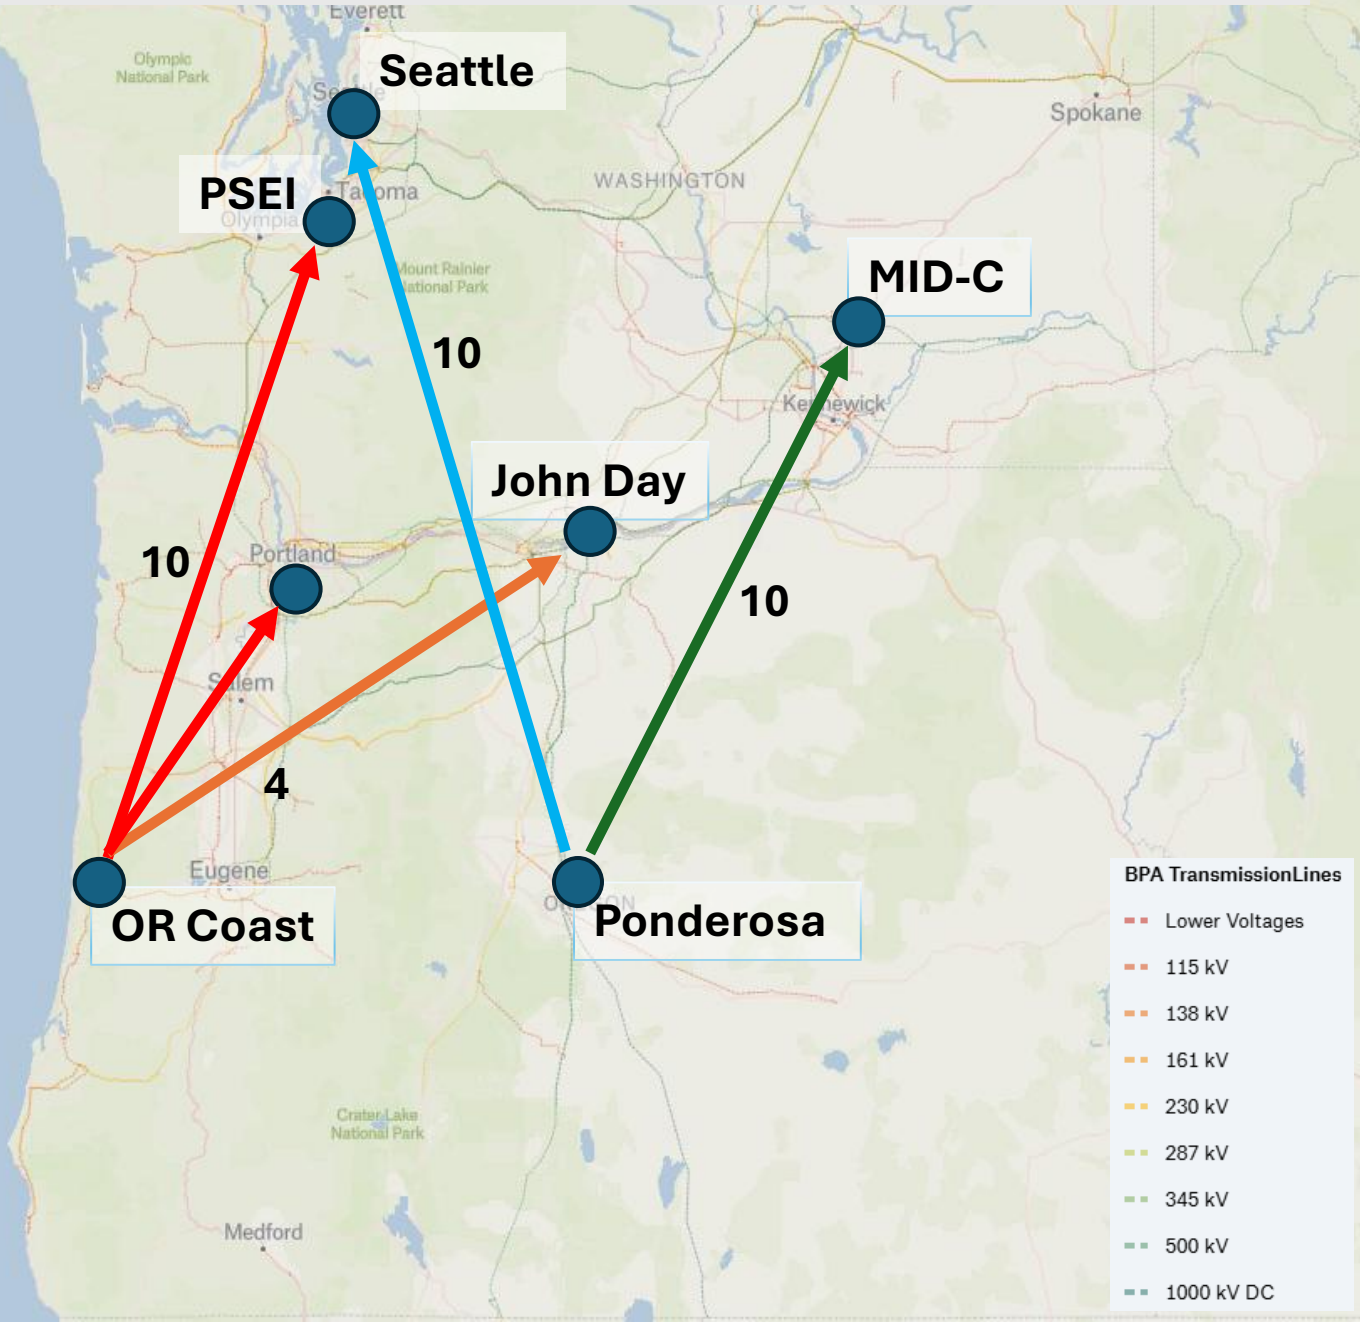 Everett
Seattle
Olympic
National Park
Seattle
Spokane
PSEI
Tacoma
WASHINGTON
Olympia
MID-C
Mount Rainier
National Park
10
Kennewick
John Day
10
Portland
10
Salem
4
Eugene
OREGON
OR Coast
Ponderosa
BPA TransmissionLines
Lower Voltages
115 kV
138 kV
161 kV
230 kV
287 kV
345 kV
500 kV
1000 kV DC
Crater Lake
National Park
Medford